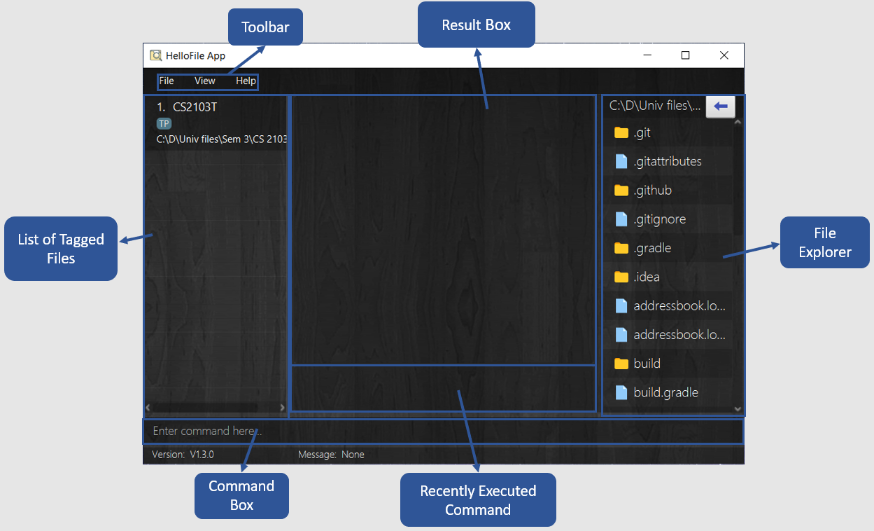 Toolbar
Result Box
HelloFile App
File View Help
1. CS2103T
TP
C:\D\Univ files\Sem 3\CS 2103
C:\D\Univ files\...
.git
.gitattributes
.github
.gitignore
.gradle
.idea
addressbook.lo...
addressbook.lo...
build
build.gradle
List of Tagged
Files
File
Explorer
Enter command here...
Version: V1.3.0 Message: None
Command
Box
Recently Executed
Command